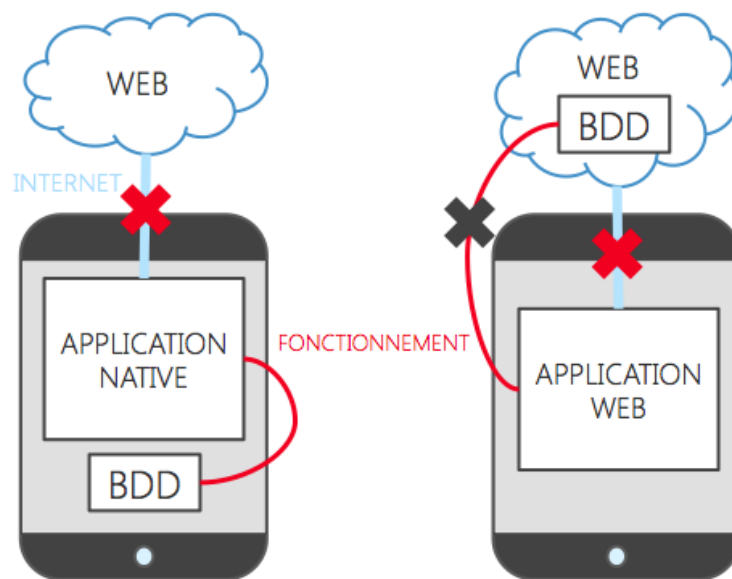 WEB
INTERNET
APPLICATION
NATIVE
BDD
FONCTIONNEMENT
WEB
BDD
APPLICATION
WEB